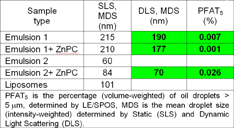 Sample type SLS, MDS (nm) DLS, MDS (nm) PFAT5 (%)
Emulsion 1 215 190 0.007
Emulsion 1+ ZnPC 210 177 0.001
Emulsion 2 60
Emulsion 2+ ZnPC 84 70 0.026
Liposomes 101
PFAT5 is the percentage (volume-weighted) of oil droplets >
5 µm, determined by LE/SPOS, MDS is the mean droplet size
(intensity-weighted) determined by Static (SLS) and Dynamic
Light Scattering (DLS).